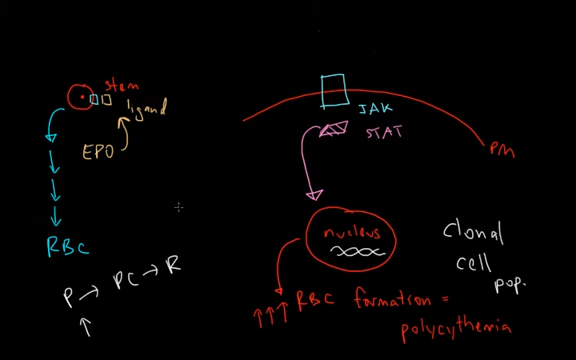 stem
ligand
EPO
RBC
P → PC → R
↑
JAK
STAT
PM
nucleus
clonal
cell
pop.
↑↑↑ RBC formation =
polycythemia